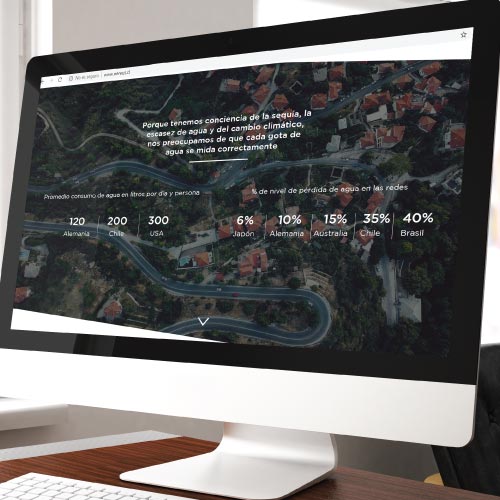 No es seguro
Porque tenemos conciencia de la sequía, la
escasez de agua y del cambio climático,
nos preocupamos de que cada gota de
agua se mida correctamente
Promedio consumo de agua en litros por día y persona
% de nivel de pérdida de agua en las redes
120 200 300
Alemania Chile USA
6% 10% 15% 35% 40%
Japón Alemania Australia Chile Brasil